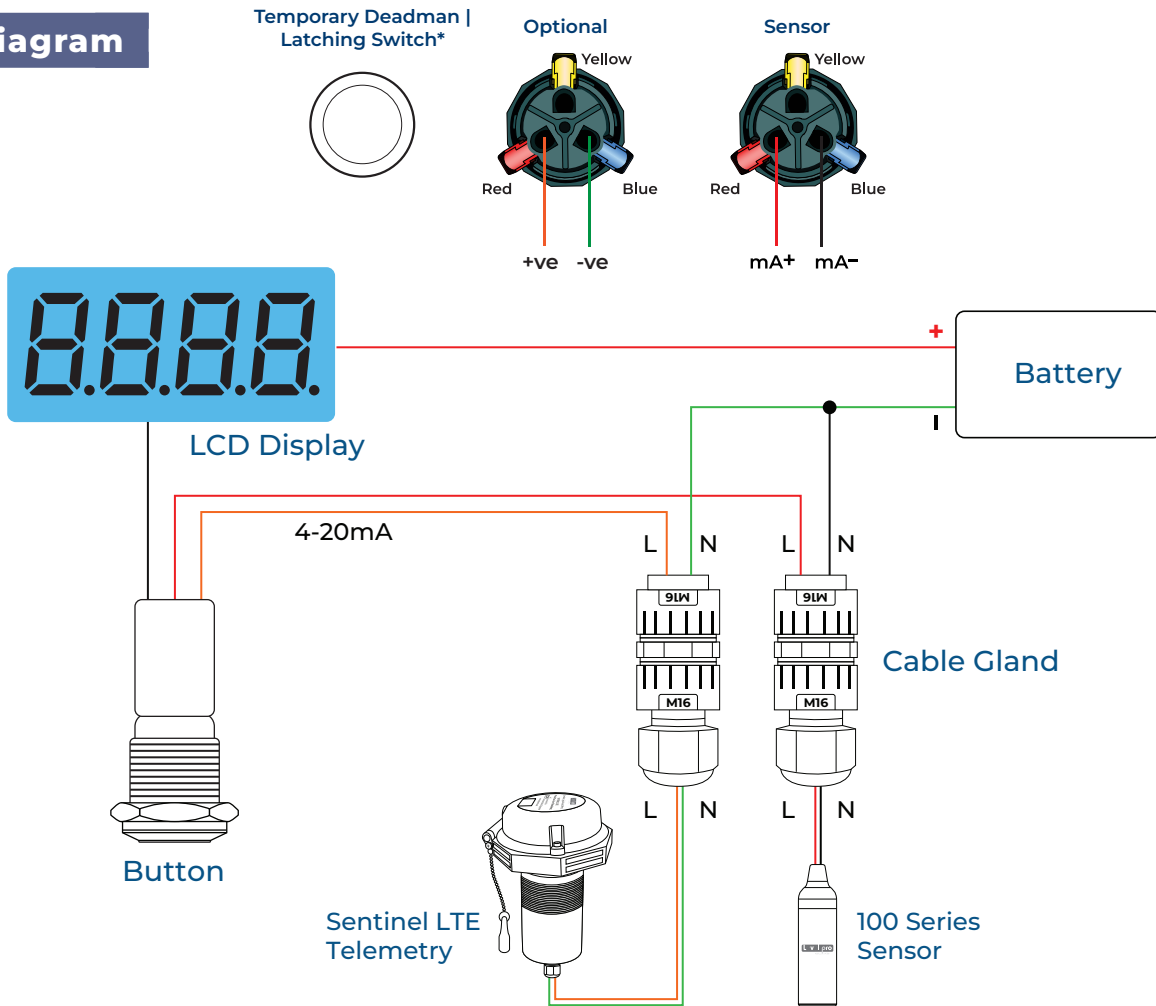 iagram
Temporary Deadman |
Latching Switch*
Optional
Sensor
Yellow
Yellow
Red
Blue
Red
Blue
+ve
-ve
mA+
mA-
+
Battery
LCD Display
4-20mA
L
N
L
N
M16
M16
Cable Gland
M16
M16
L
N
L
N
Button
Sentinel LTE
Telemetry
100 Series
Sensor